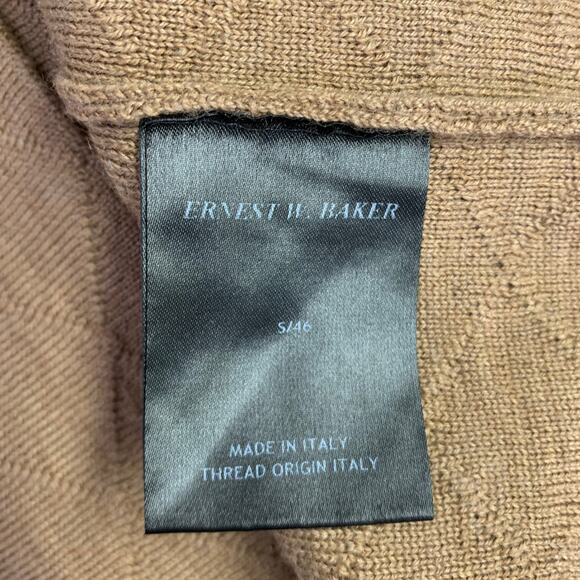 ERNEST W. BAKER
S/46
MADE IN ITALY
THREAD ORIGIN ITALY